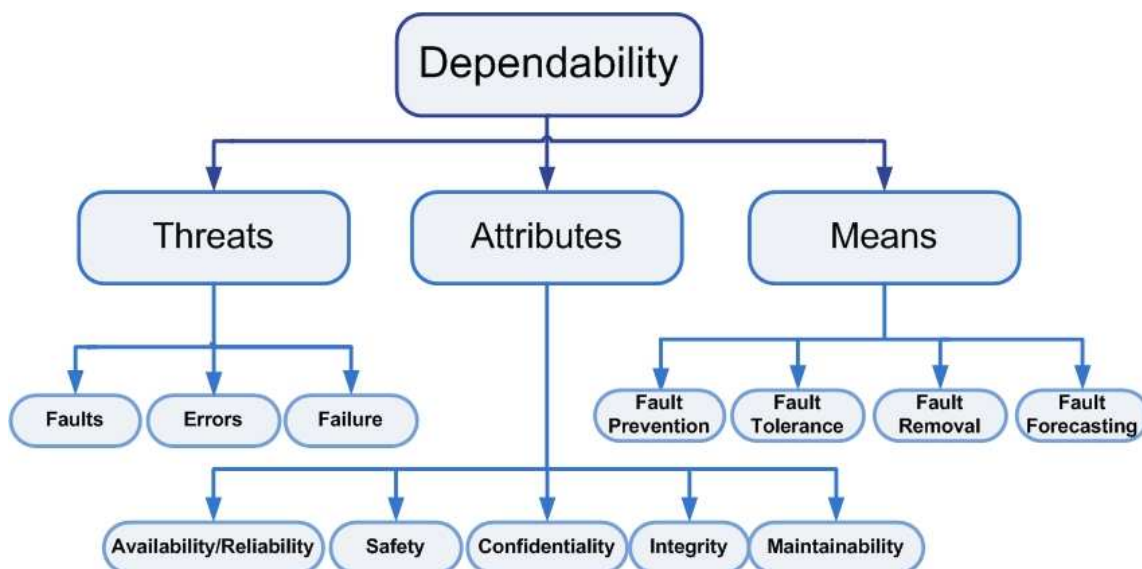 Dependability
Threats
Attributes
Means
Faults
Errors
Failure
Fault
Prevention
Fault
Tolerance
Fault
Removal
Fault
Forecasting
Availability/Reliability
Safety
Confidentiality
Integrity
Maintainability